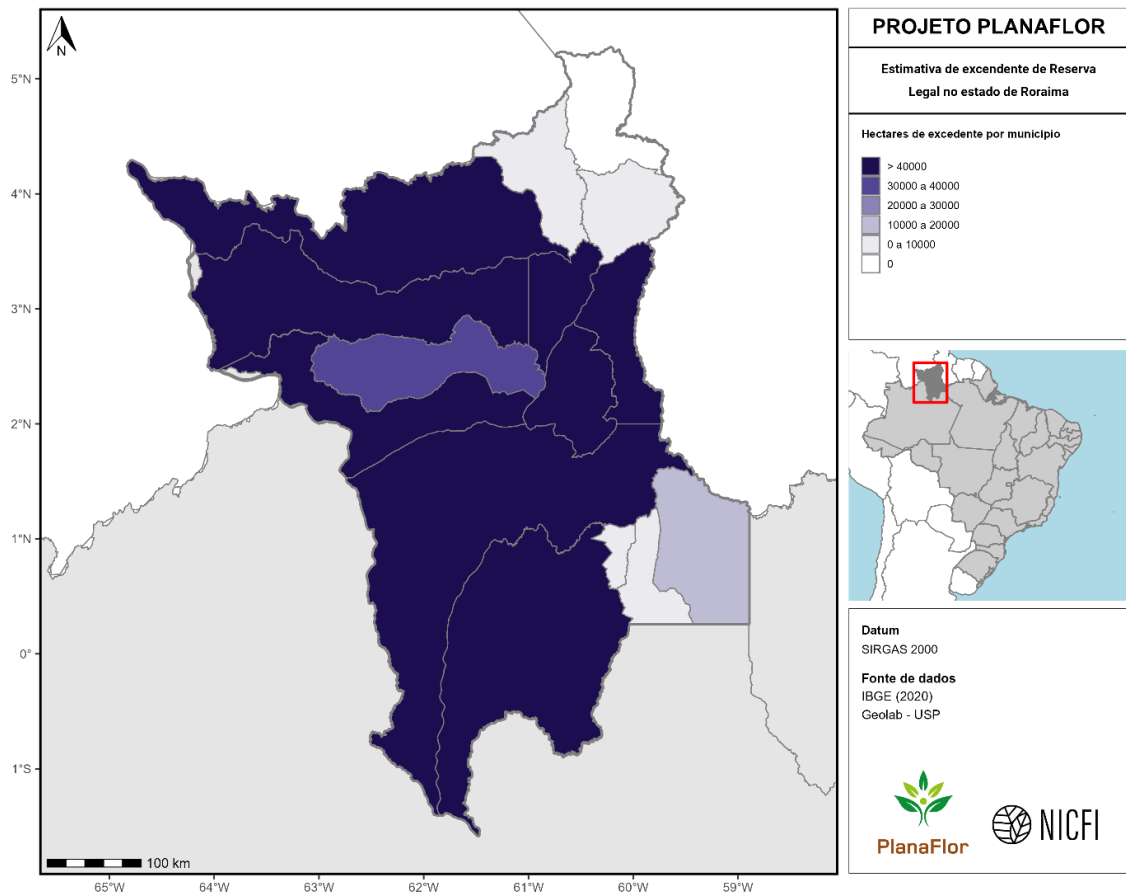 PROJETO PLANAFLOR
Estimativa de excendente de Reserva
Legal no estado de Roraima
Hectares de excedente por municipio
> 40000
30000 a 40000
20000 a 30000
10000 a 20000
0 a 10000
0
N
5°N
4°N
3°N
2°N
1°N
0°
1°S
100 km
65°W
64°W
63°W
62°W
61°W
60°W
59°W
Datum
SIRGAS 2000
Fonte de dados
IBGE (2020)
Geolab - USP
PlanaFlor
NICFI